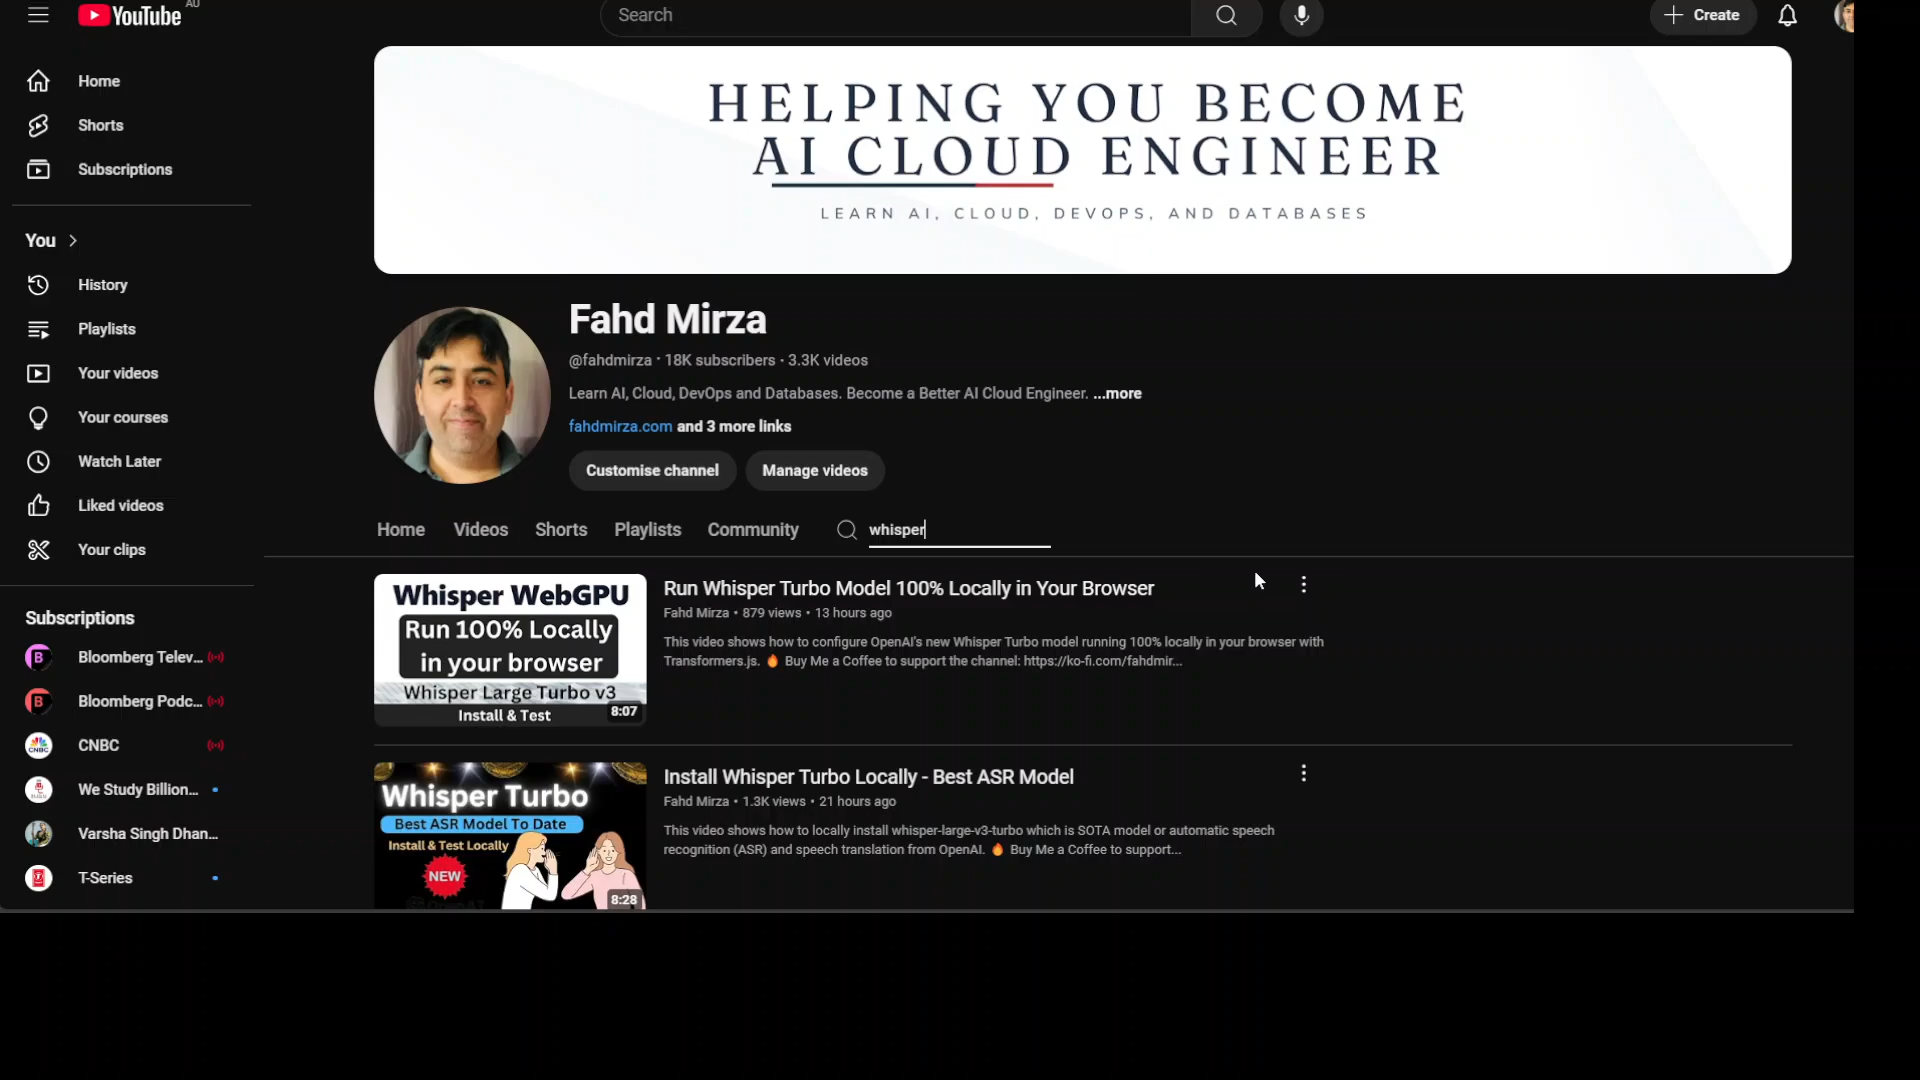 YouTube AU
Search
Create
Home
Shorts
Subscriptions
You
History
Playlists
Your videos
Your courses
Watch Later
Liked videos
Your clips
Subscriptions
B Bloomberg Telev...
B Bloomberg Podc...
CNBC CNBC
We Study Billion...
Varsha Singh Dhan...
T-Series
HELPING YOU BECOME
AI CLOUD ENGINEER
LEARN AI, CLOUD, DEVOPS, AND DATABASES
Fahd Mirza
@fahdmirza • 18K subscribers • 3.3K videos
Learn AI, Cloud, DevOps and Databases. Become a Better AI Cloud Engineer. ...more
fahdmirza.com and 3 more links
Customise channel Manage videos
Home Videos Shorts Playlists Community whisper
Whisper WebGPU
Run 100% Locally
in your browser
Whisper Large Turbo v3
Install & Test
8:07
Run Whisper Turbo Model 100% Locally in Your Browser
Fahd Mirza • 879 views • 13 hours ago
This video shows how to configure OpenAI's new Whisper Turbo model running 100% locally in your browser with
Transformers.js. 🔥 Buy Me a Coffee to support the channel: https://ko-fi.com/fahdmir...
Whisper Turbo
Best ASR Model To Date
Install & Test Locally
NEW
OpenAI
8:28
Install Whisper Turbo Locally - Best ASR Model
Fahd Mirza • 1.3K views • 21 hours ago
This video shows how to locally install whisper-large-v3-turbo which is SOTA model or automatic speech
recognition (ASR) and speech translation from OpenAI. 🔥 Buy Me a Coffee to support...